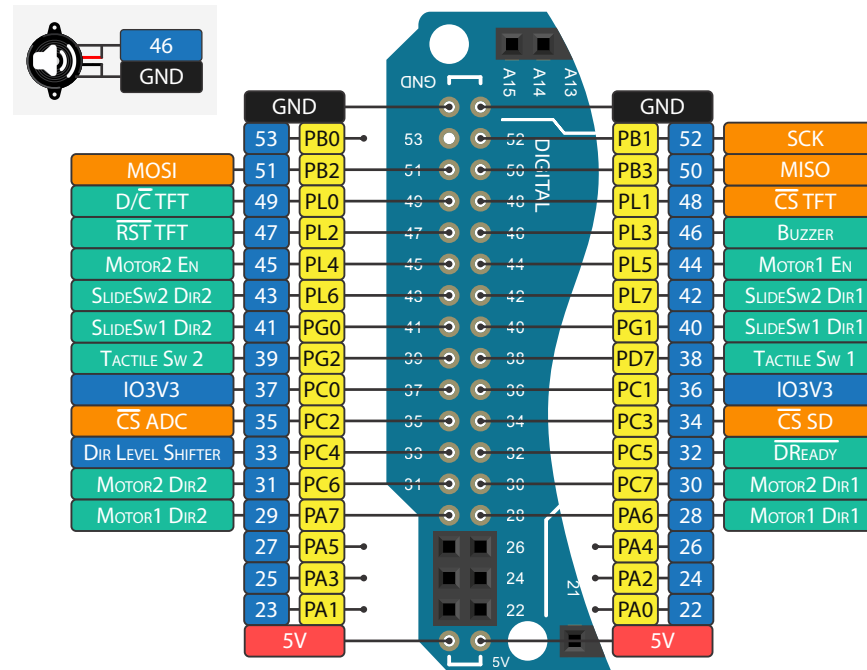 46
GND
A15 A14 A13
GND
GND GND
53 PB0 53 52 PB1 52 SCK
MOSI 51 PB2 51 50 PB3 50 MISO
D/C̅ TFT 49 PL0 49 48 PL1 48 C̅S̅ TFT
R̅S̅T̅ TFT 47 PL2 47 46 PL3 46 BUZZER
MOTOR2 EN 45 PL4 45 44 PL5 44 MOTOR1 EN
SLIDESW2 DIR2 43 PL6 43 42 PL7 42 SLIDESW2 DIR1
SLIDESW1 DIR2 41 PG0 41 40 PG1 40 SLIDESW1 DIR1
TACTILE SW 2 39 PG2 39 38 PD7 38 TACTILE SW 1
IO3V3 37 PC0 37 36 PC1 36 IO3V3
C̅S̅ ADC 35 PC2 35 34 PC3 34 C̅S̅ SD
DIR LEVEL SHIFTER 33 PC4 33 32 PC5 32 D̅R̅E̅A̅D̅Y̅
MOTOR2 DIR2 31 PC6 31 30 PC7 30 MOTOR2 DIR1
MOTOR1 DIR2 29 PA7 28 PA6 28 MOTOR1 DIR1
27 PA5 26 PA4 26
25 PA3 24 PA2 24
23 PA1 22 PA0 22
5V 5V 5V
DIGITAL
21